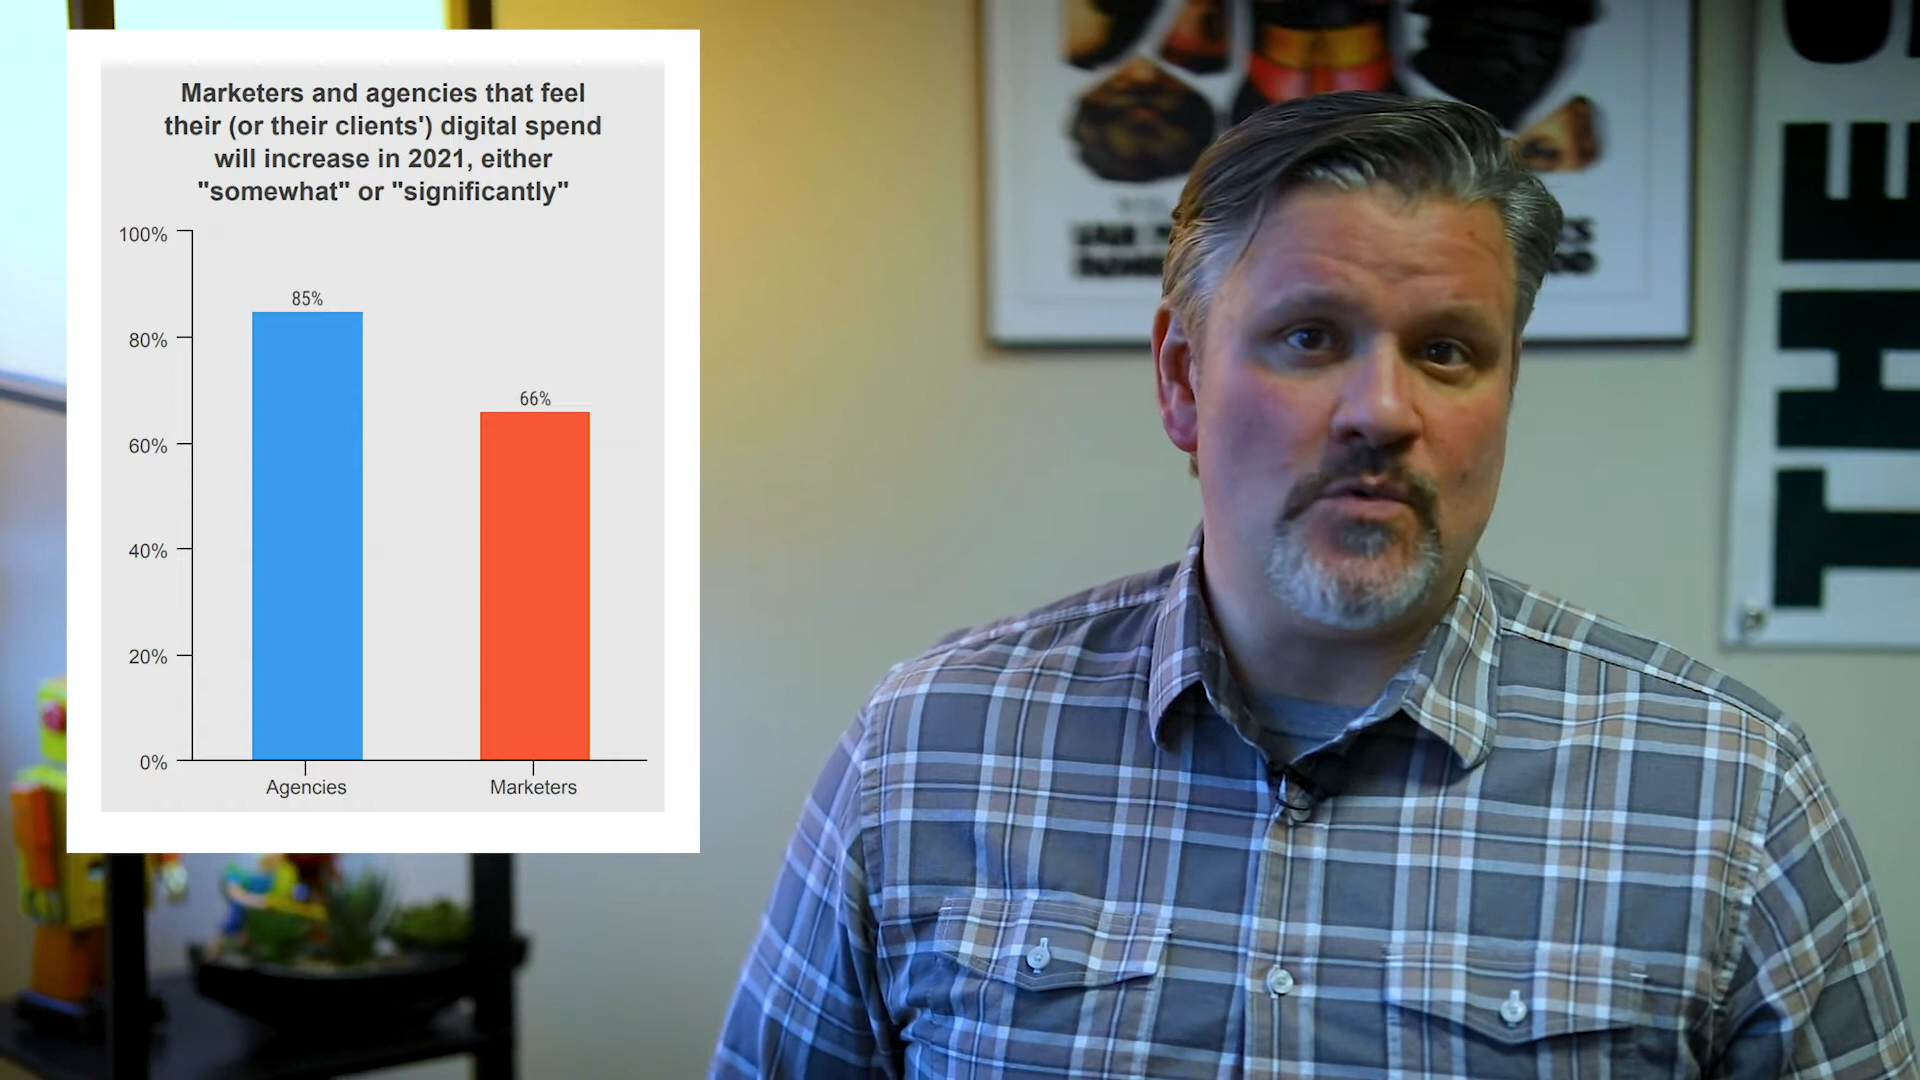 Marketers and agencies that feel
their (or their clients') digital spend
will increase in 2021, either
"somewhat" or "significantly"
100%
80%
60%
40%
20%
0%
85%
66%
Agencies
Marketers
THE